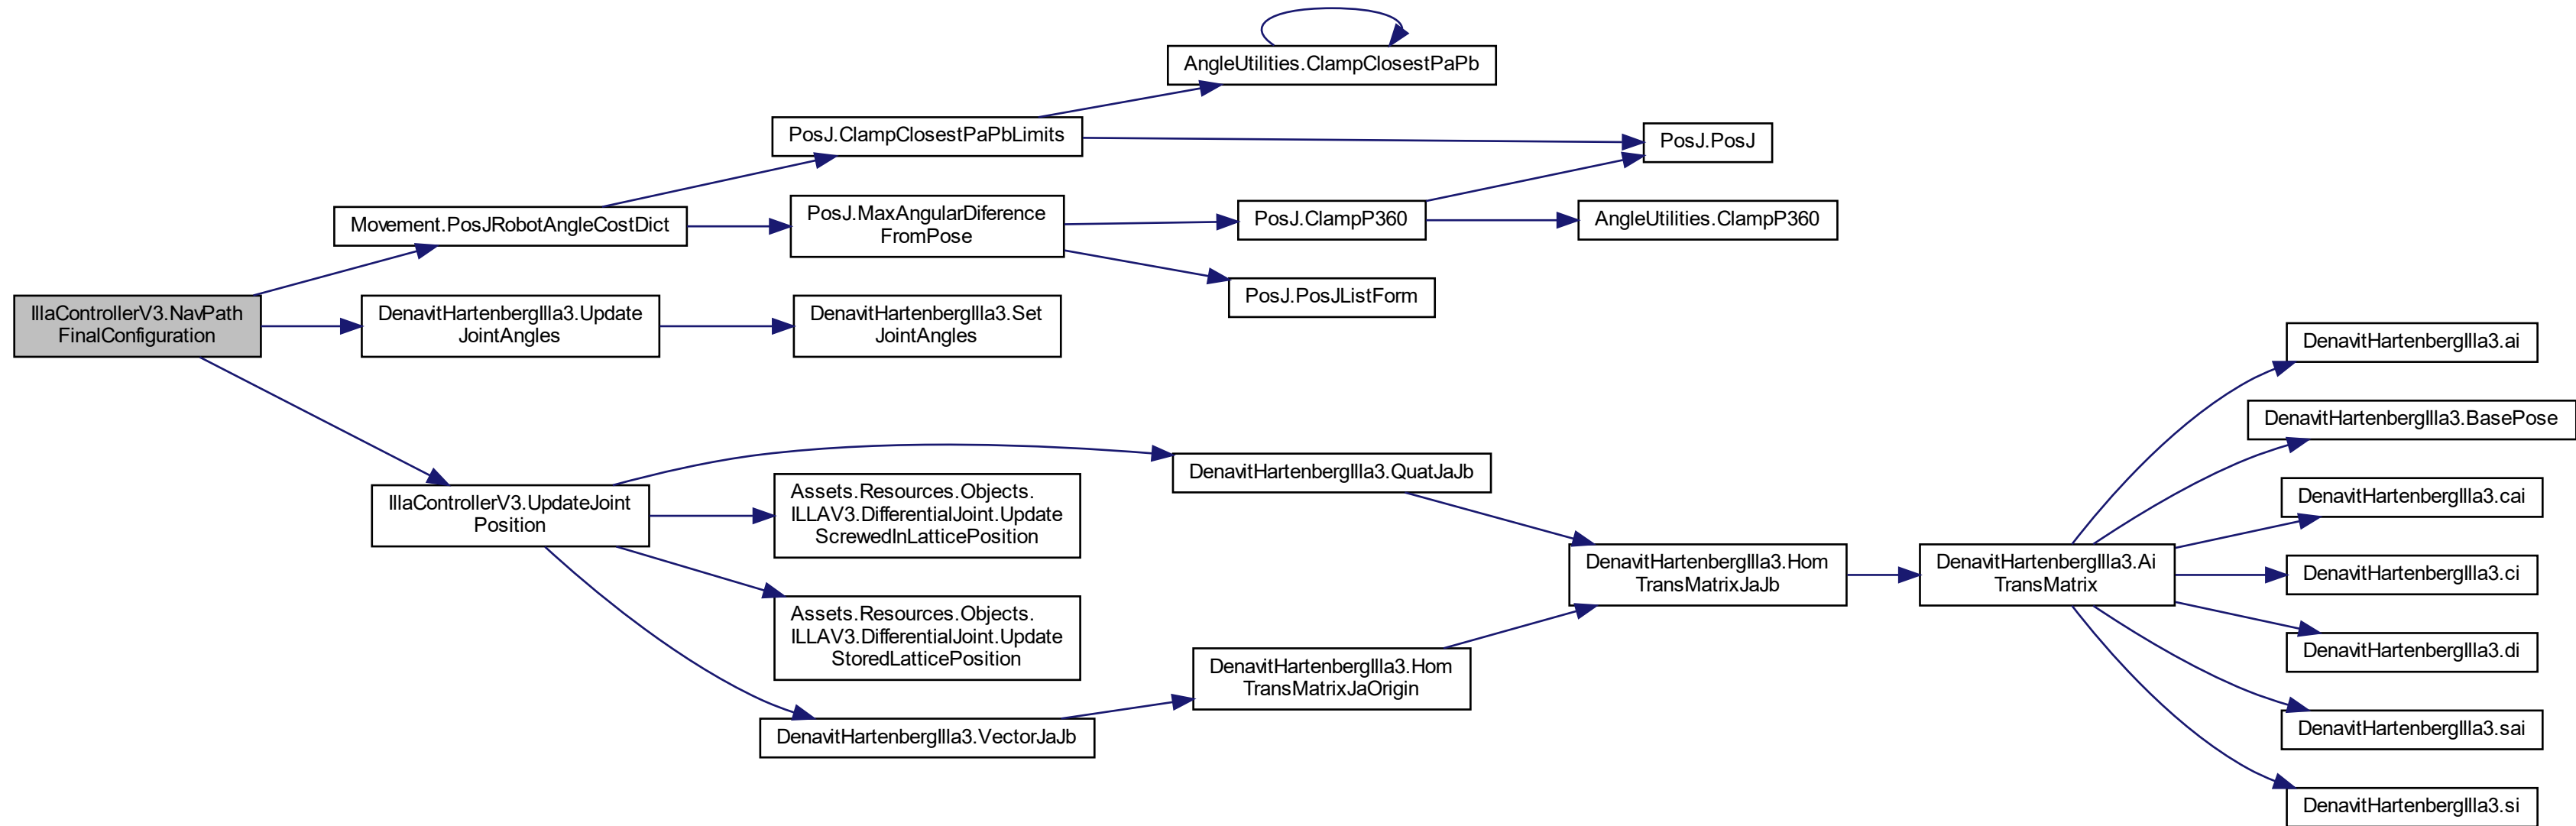 AngleUtilities.ClampClosestPaPb
PosJ.ClampClosestPaPbLimits
PosJ.PosJ
Movement.PosJRobotAngleCostDict
PosJ.MaxAngularDiference
FromPose
PosJ.ClampP360
AngleUtilities.ClampP360
PosJ.PosJListForm
IllaControllerV3.NavPath
FinalConfiguration
DenavitHartenbergIlla3.Update
JointAngles
DenavitHartenbergIlla3.Set
JointAngles
DenavitHartenbergIlla3.ai
DenavitHartenbergIlla3.BasePose
DenavitHartenbergIlla3.QuatJaJb
DenavitHartenbergIlla3.cai
IllaControllerV3.UpdateJoint
Position
Assets.Resources.Objects.
ILLAV3.DifferentialJoint.Update
ScrewedInLatticePosition
DenavitHartenbergIlla3.Hom
TransMatrixJaJb
DenavitHartenbergIlla3.Ai
TransMatrix
DenavitHartenbergIlla3.ci
Assets.Resources.Objects.
ILLAV3.DifferentialJoint.Update
StoredLatticePosition
DenavitHartenbergIlla3.di
DenavitHartenbergIlla3.Hom
TransMatrixJaOrigin
DenavitHartenbergIlla3.VectorJaJb
DenavitHartenbergIlla3.sai
DenavitHartenbergIlla3.si